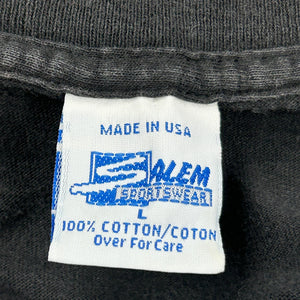 MADE IN USA
SALEM
SPORTSWEAR
L
100% COTTON/COTON
Over For Care